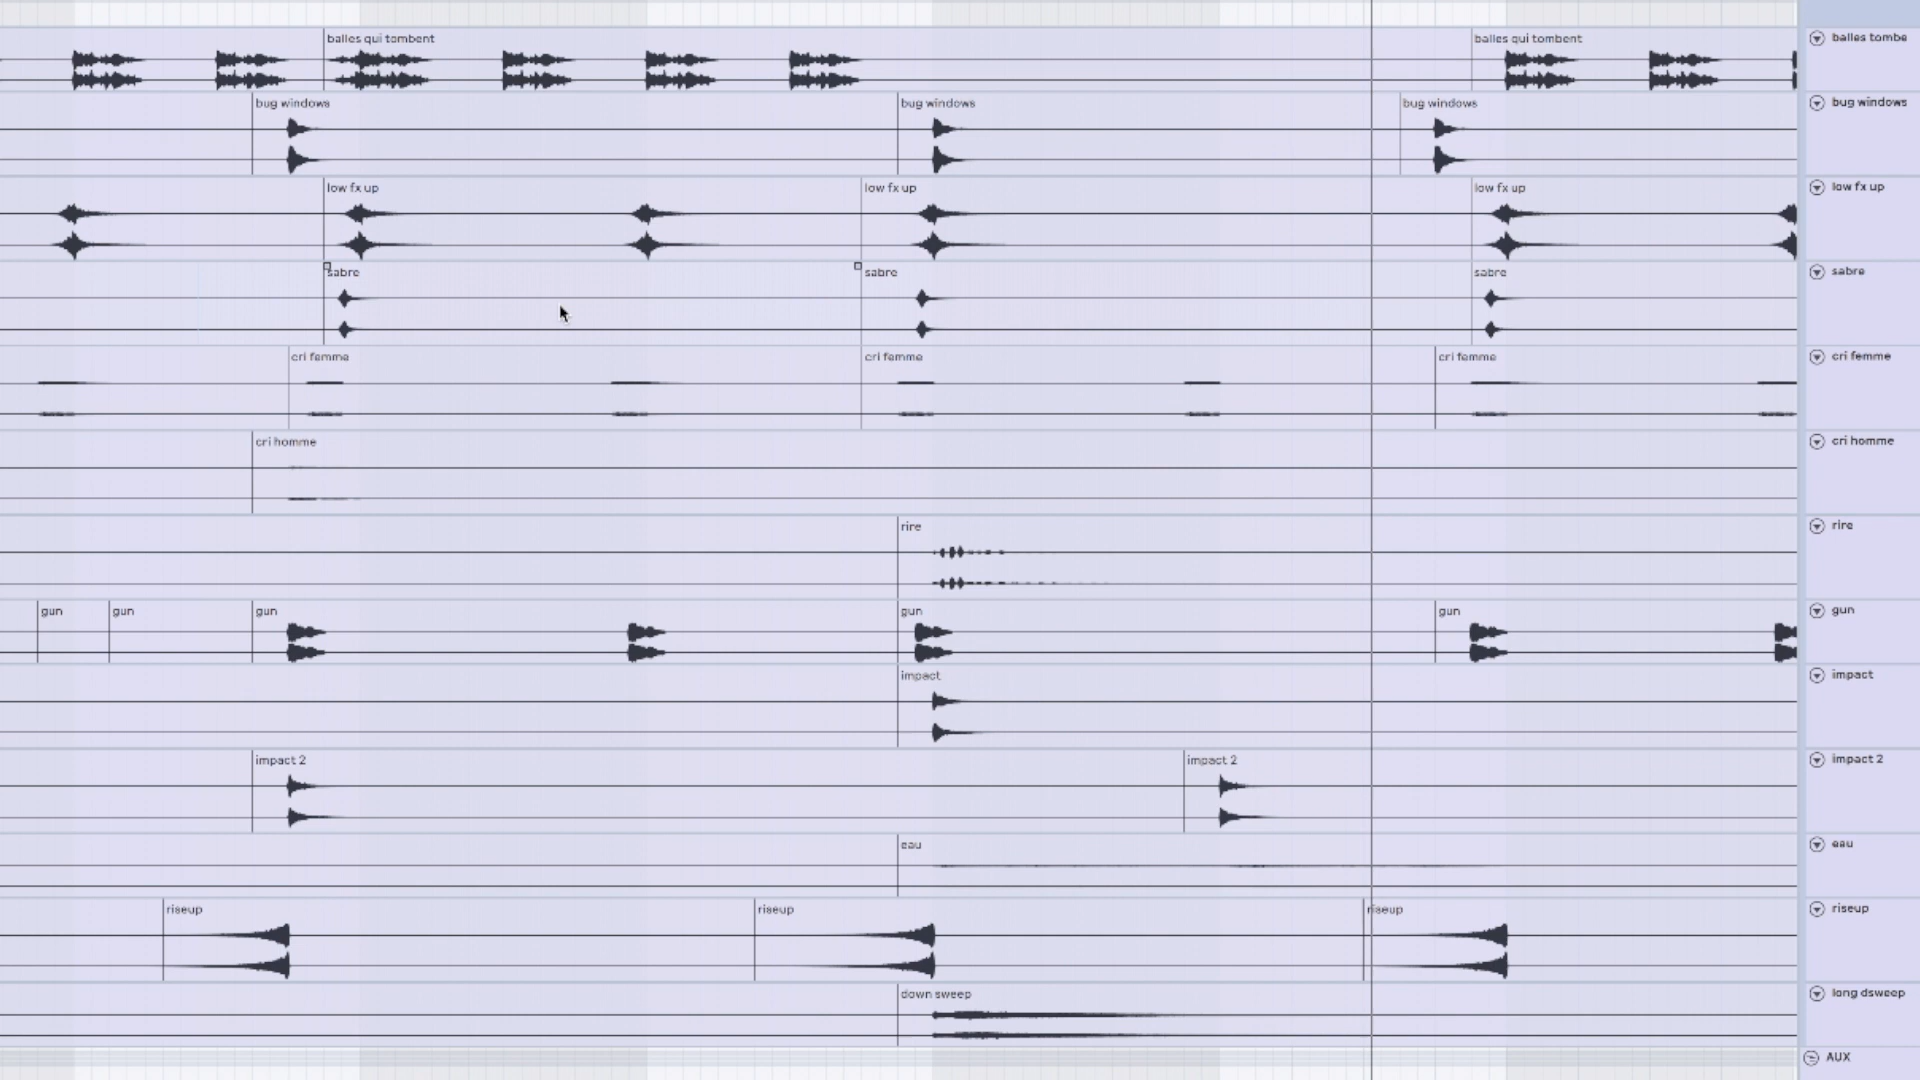 balles qui tombent balles qui tombent balles tombe
bug windows bug windows bug windows bug windows
low fx up low fx up low fx up low fx up
sabre sabre sabre sabre
cri femme cri femme cri femme cri femme
cri homme cri homme
rire rire
gun gun gun gun gun gun
impact impact
impact 2 impact 2 impact 2
eau eau
riseup riseup riseup riseup
down sweep long dsweep
AUX